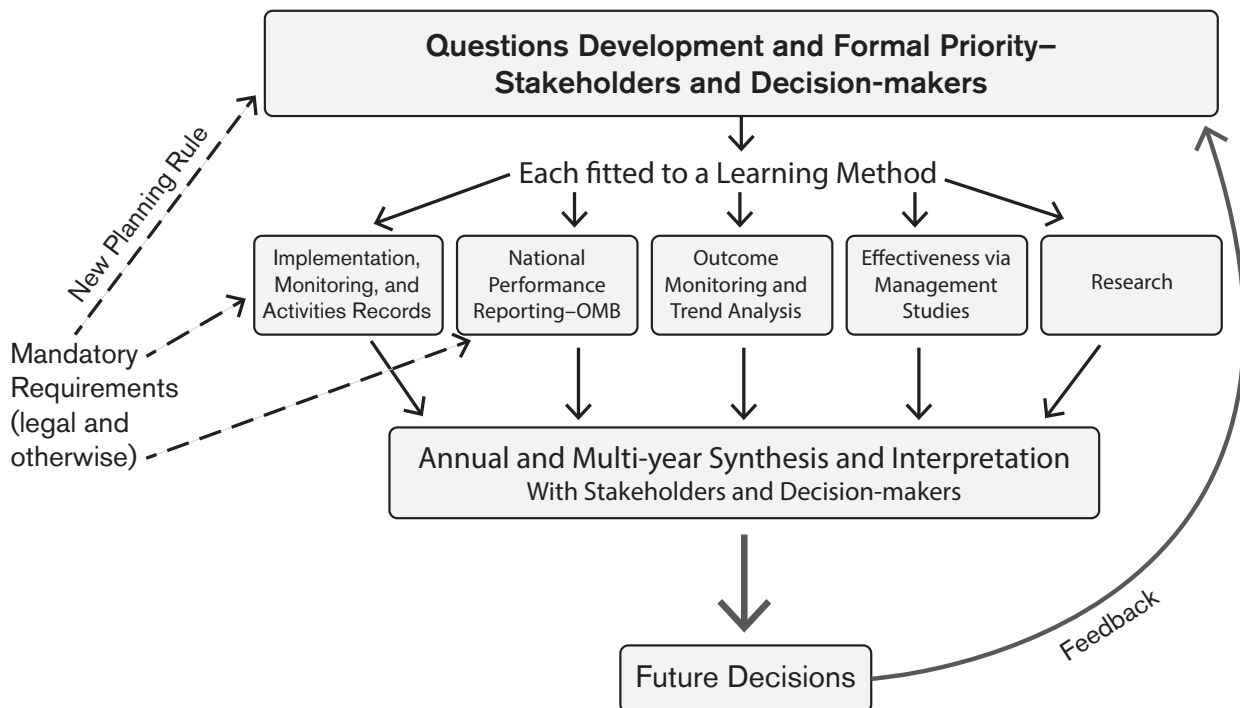 Questions Development and Formal Priority–
Stakeholders and Decision-makers
New Planning Rule
Each fitted to a Learning Method
Implementation,
Monitoring, and
Activities Records
National
Performance
Reporting–OMB
Outcome
Monitoring and
Trend Analysis
Effectiveness via
Management
Studies
Research
Mandatory
Requirements
(legal and
otherwise)
Annual and Multi-year Synthesis and Interpretation
With Stakeholders and Decision-makers
Feedback
Future Decisions